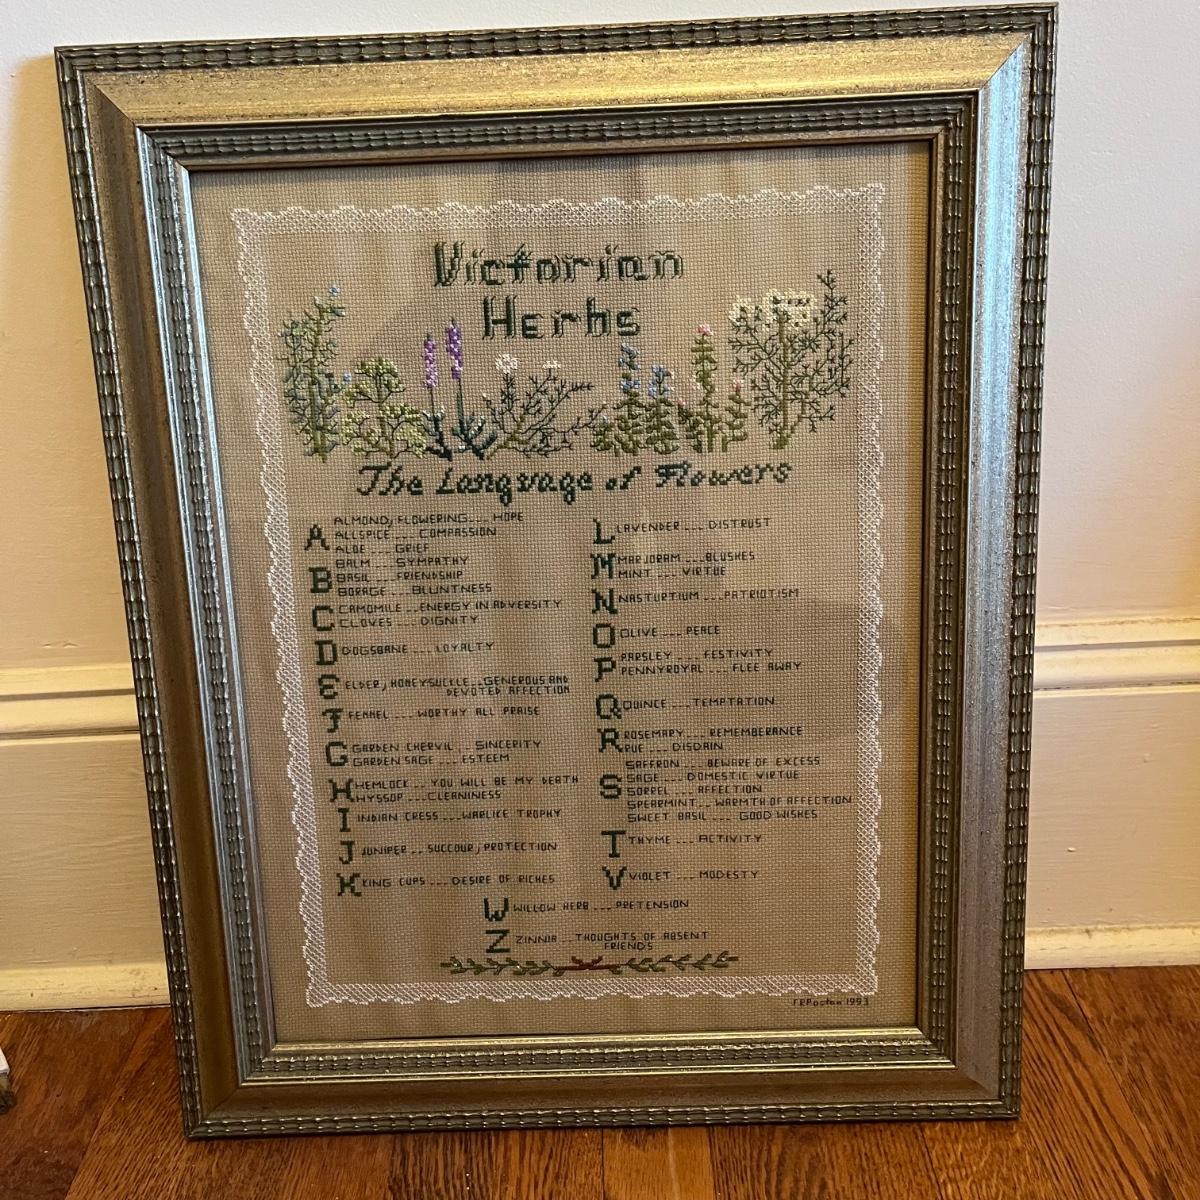 Victorian
Herbs
The Language of Flowers
A
ALMOND, FLOWERING... HOPE
ALLSPICE ... COMPASSION
ALOE ... GRIEF
B
BALM ... SYMPATHY
BASIL ... FRIENDSHIP
BORAGE ... BLUNTNESS
C
CAMOMILE ... ENERGY IN ADVERSITY
CLOVES ... DIGNITY
D DOGSBANE ... LOYALTY
E ELDER, HONEYSUCKLE ... GENEROUS AND
DEVOTED AFFECTION
F FENNEL ... WORTHY ALL PRAISE
G
GARDEN CHERVIL ... SINCERITY
GARDEN SAGE ... ESTEEM
H
HEMLOCK ... YOU WILL BE MY DEATH
HYSSOP ... CLEANINESS
I INDIAN CRESS ... WARLIKE TROPHY
J JUNIPER ... SUCCOUR, PROTECTION
K KING CUPS ... DESIRE OF RICHES
L LAVENDER ... DISTRUST
M
MARJORAM ... BLUSHES
MINT ... VIRTUE
N NASTURTIUM ... PATRIOTISM
O OLIVE ... PEACE
P
PARSLEY ... FESTIVITY
PENNYROYAL ... FLEE AWAY
Q QUINCE ... TEMPTATION
R
ROSEMARY ... REMEMBERANCE
RUE ... DISDAIN
S
SAFFRON ... BEWARE OF EXCESS
SAGE ... DOMESTIC VIRTUE
SORREL ... AFFECTION
SPEARMINT ... WARMTH OF AFFECTION
SWEET BASIL ... GOOD WISHES
T THYME ... ACTIVITY
V VIOLET ... MODESTY
W WILLOW HERB ... PRETENSION
Z ZINNIA ... THOUGHTS OF ABSENT
FRIENDS
1993